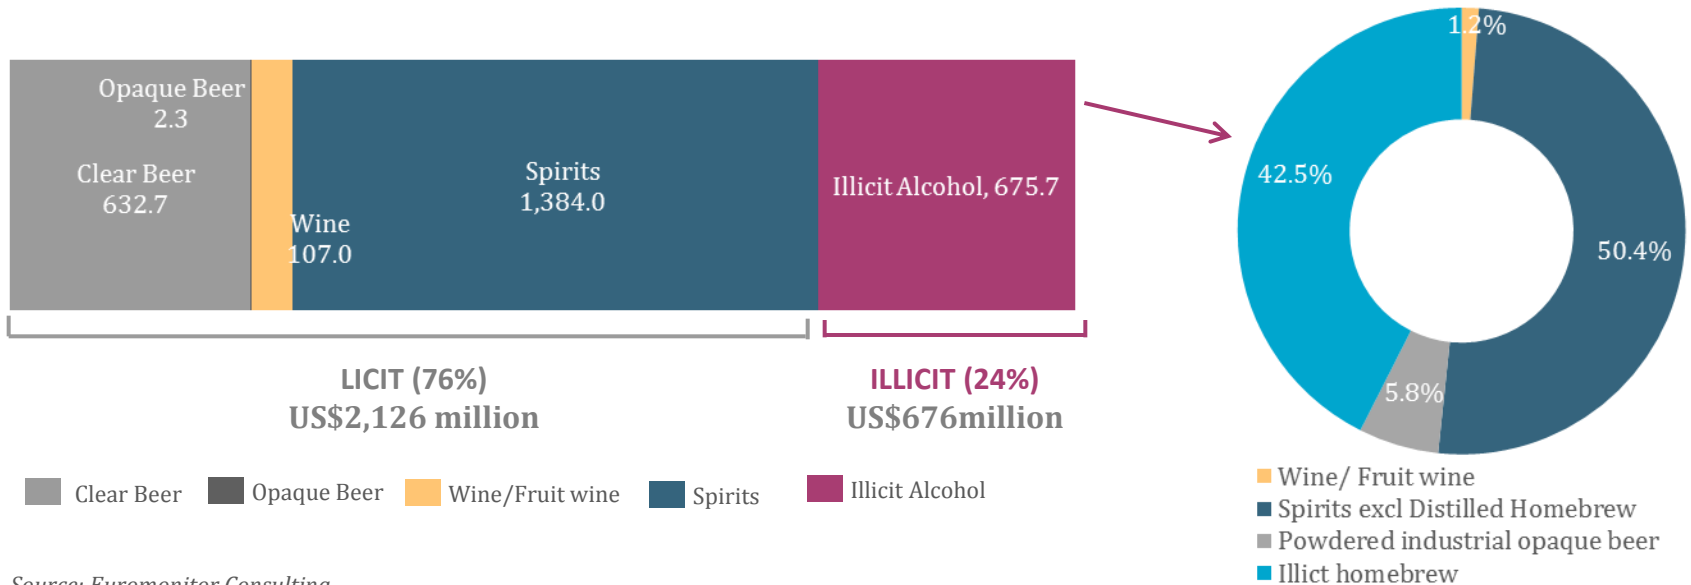 Opaque Beer
2.3
Clear Beer
632.7
Wine
107.0
Spirits
1,384.0
Illicit Alcohol, 675.7
LICIT (76%)
US$2,126 million
ILLICIT (24%)
US$676million
Clear Beer
Opaque Beer
Wine/Fruit wine
Spirits
Illicit Alcohol
1.2%
42.5%
50.4%
5.8%
Wine/ Fruit wine
Spirits excl Distilled Homebrew
Powdered industrial opaque beer
Illict homebrew
Source: Euromonitor Consulting